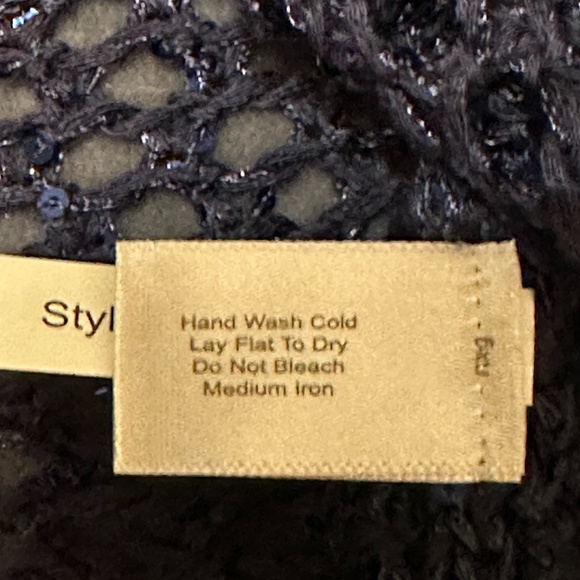 Styl
Hand Wash Cold
Lay Flat To Dry
Do Not Bleach
Medium Iron